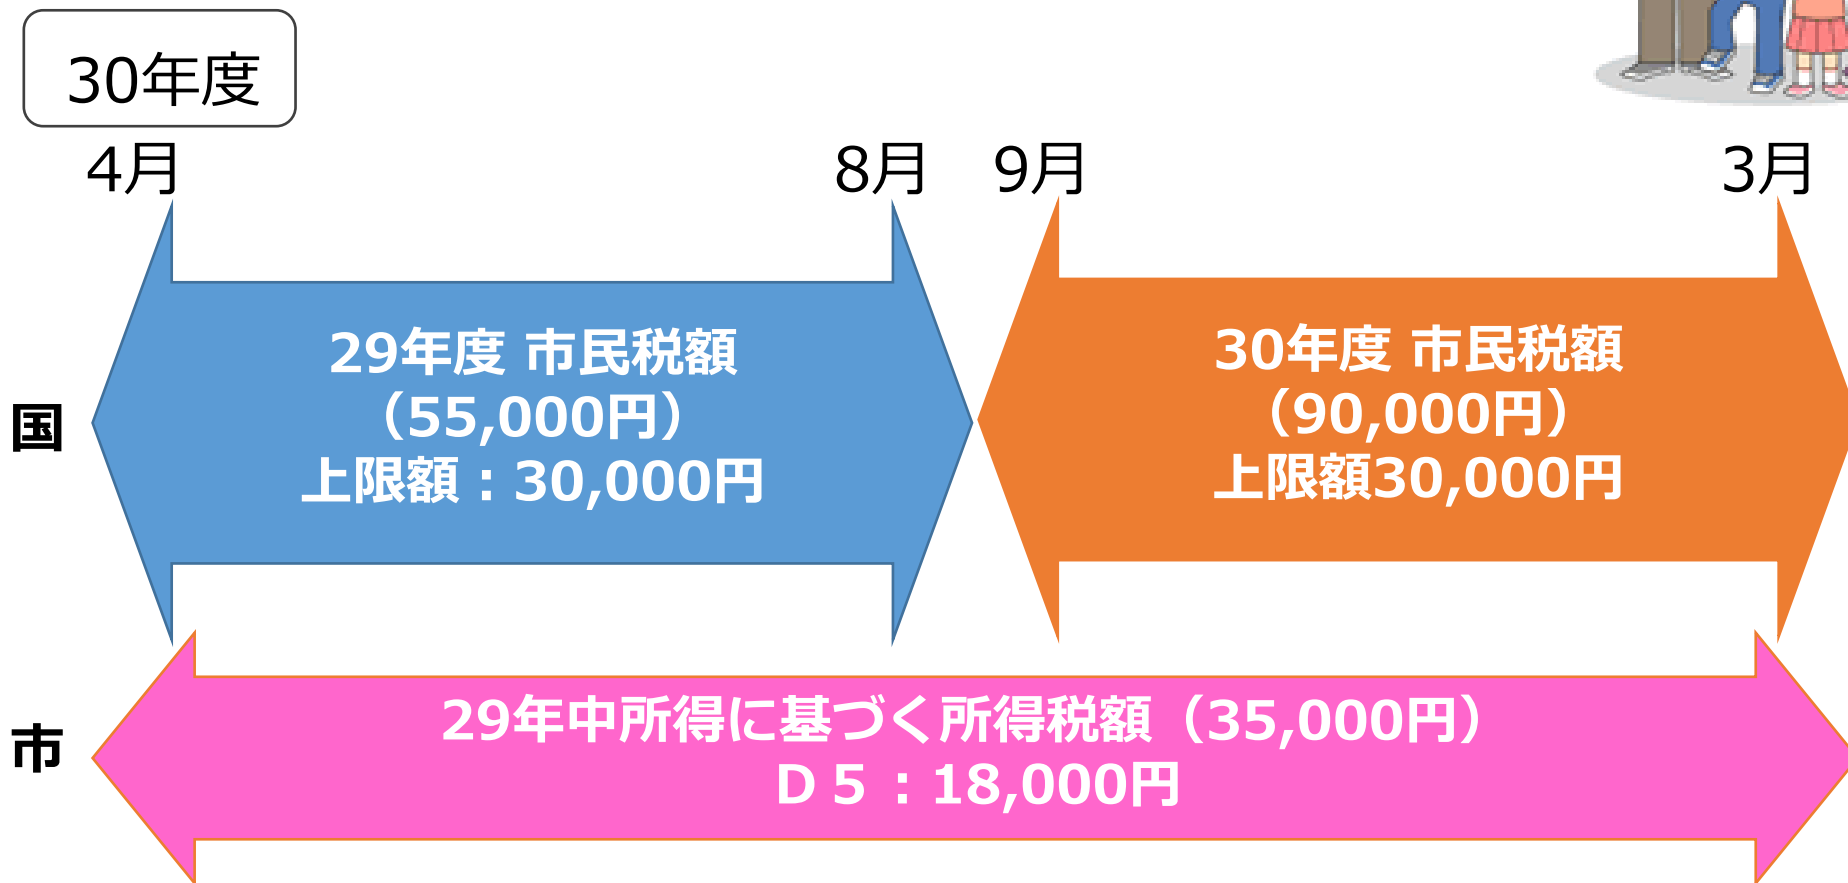 30年度
4月
8月
9月
3月
国
29年度 市民税額
（55,000円）
上限額：30,000円
30年度 市民税額
（90,000円）
上限額30,000円
市
29年中所得に基づく所得税額（35,000円）
Ｄ５：18,000円